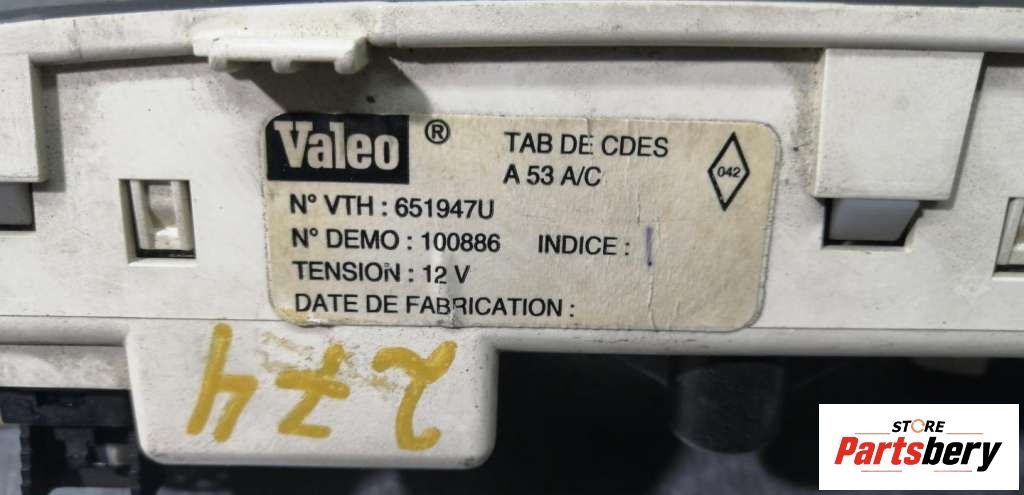 Valeo ® TAB DE CDES
A 53 A/C
042
N° VTH : 651947U
N° DEMO : 100886 INDICE : I
TENSION : 12 V
DATE DE FABRICATION :
274
STORE
Partsbery